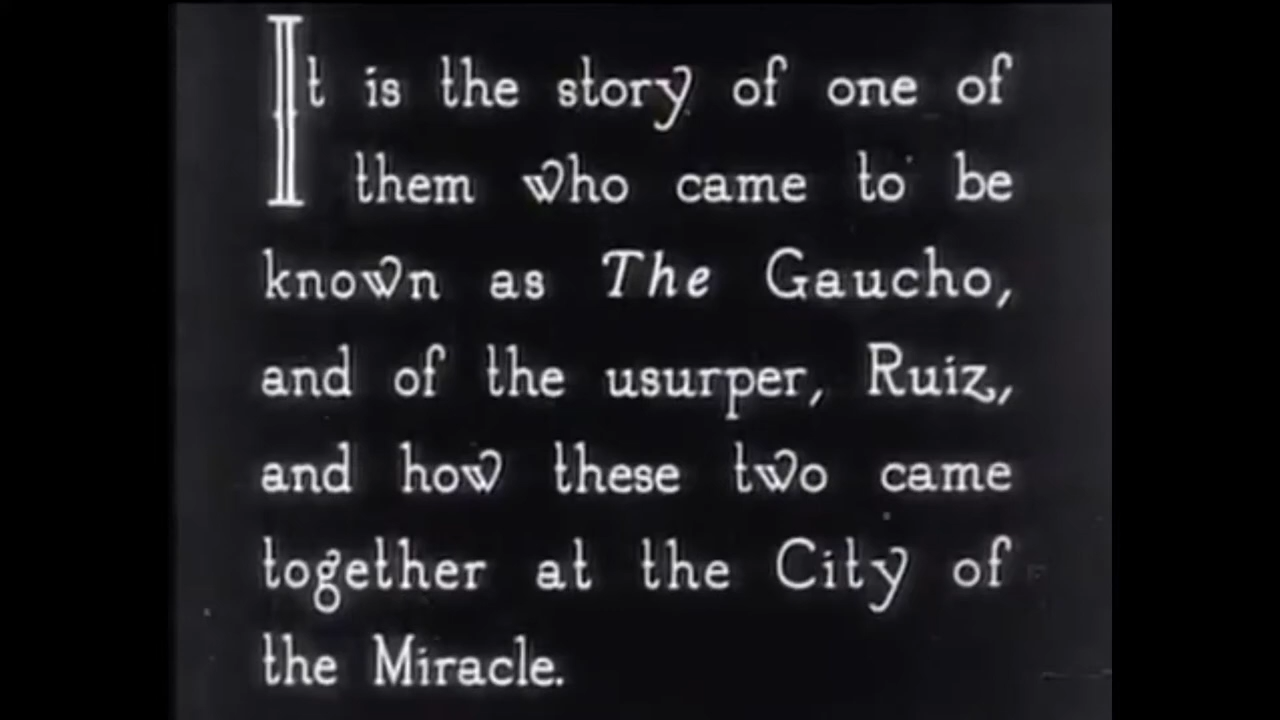 It is the story of one of
them who came to be
known as The Gaucho,
and of the usurper, Ruiz,
and how these two came
together at the City of
the Miracle.